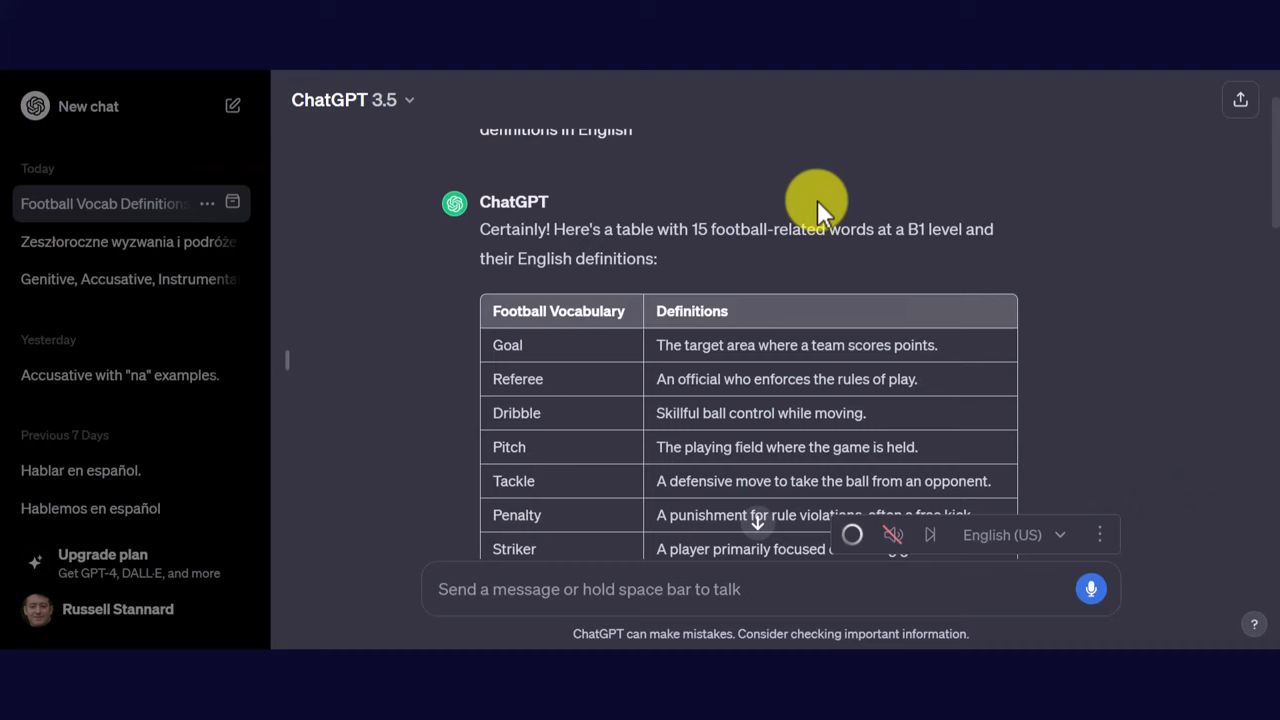 New chat
Today
Football Vocab Definitions
Zeszłoroczne wyzwania i podróże
Genitive, Accusative, Instrumenta
Yesterday
Accusative with "na" examples.
Previous 7 Days
Hablar en español.
Hablemos en español
Upgrade plan
Get GPT-4, DALL·E, and more
Russell Stannard
ChatGPT 3.5
definitions in English
ChatGPT
Certainly! Here's a table with 15 football-related words at a B1 level and
their English definitions:
Football Vocabulary Definitions
Goal The target area where a team scores points.
Referee An official who enforces the rules of play.
Dribble Skillful ball control while moving.
Pitch The playing field where the game is held.
Tackle A defensive move to take the ball from an opponent.
Penalty A punishment for rule violations, often a free kick.
Striker A player primarily focused
English (US)
Send a message or hold space bar to talk
ChatGPT can make mistakes. Consider checking important information.
?